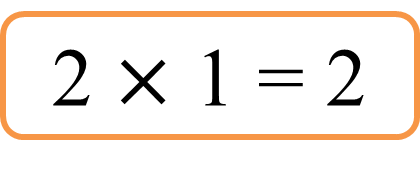 2 × 1 = 2